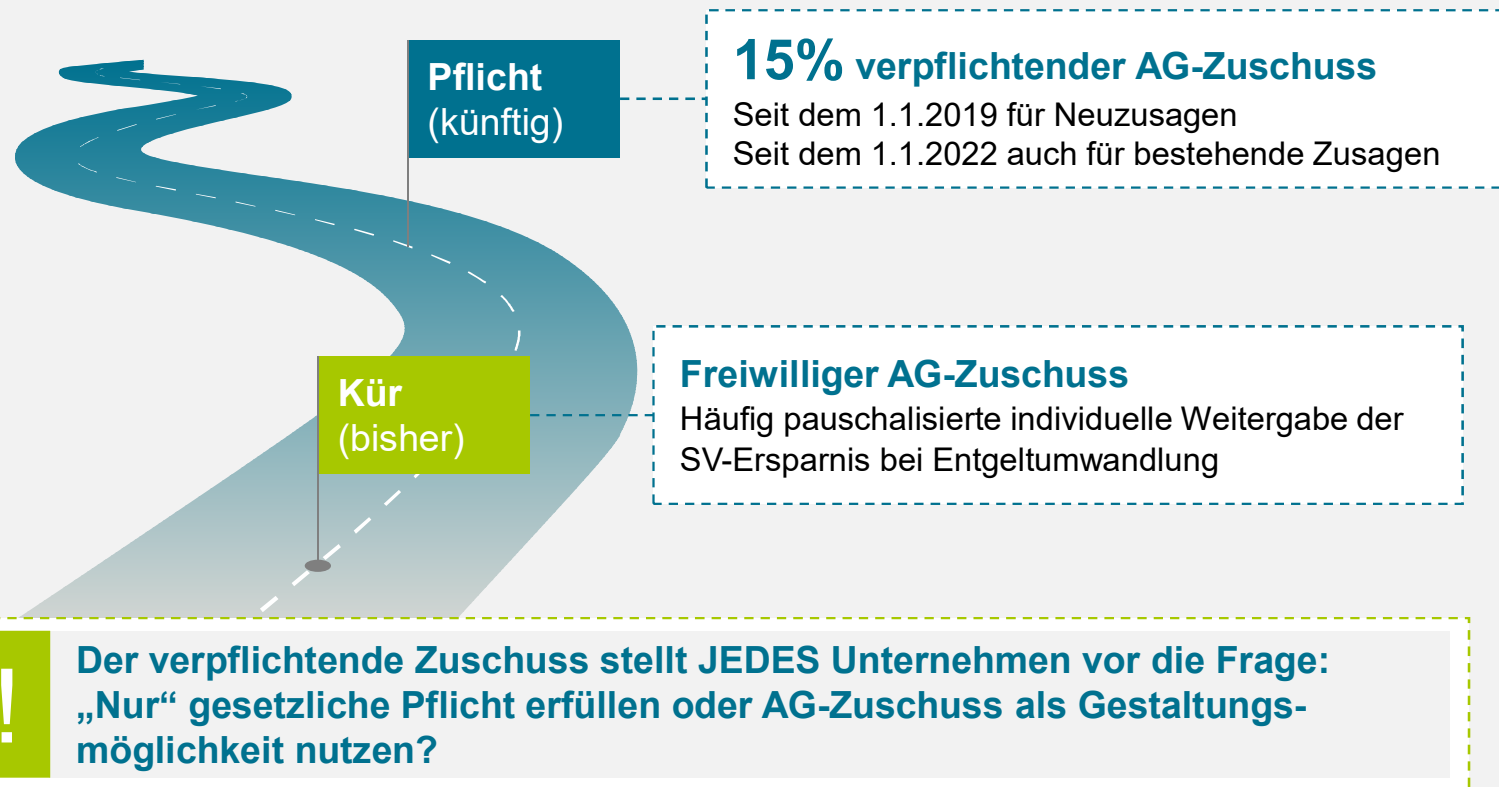 Pflicht
(künftig)
15% verpflichtender AG-Zuschuss
Seit dem 1.1.2019 für Neuzusagen
Seit dem 1.1.2022 auch für bestehende Zusagen
Kür
(bisher)
Freiwilliger AG-Zuschuss
Häufig pauschalisierte individuelle Weitergabe der
SV-Ersparnis bei Entgeltumwandlung
!
Der verpflichtende Zuschuss stellt JEDES Unternehmen vor die Frage:
„Nur“ gesetzliche Pflicht erfüllen oder AG-Zuschuss als Gestaltungs-
möglichkeit nutzen?